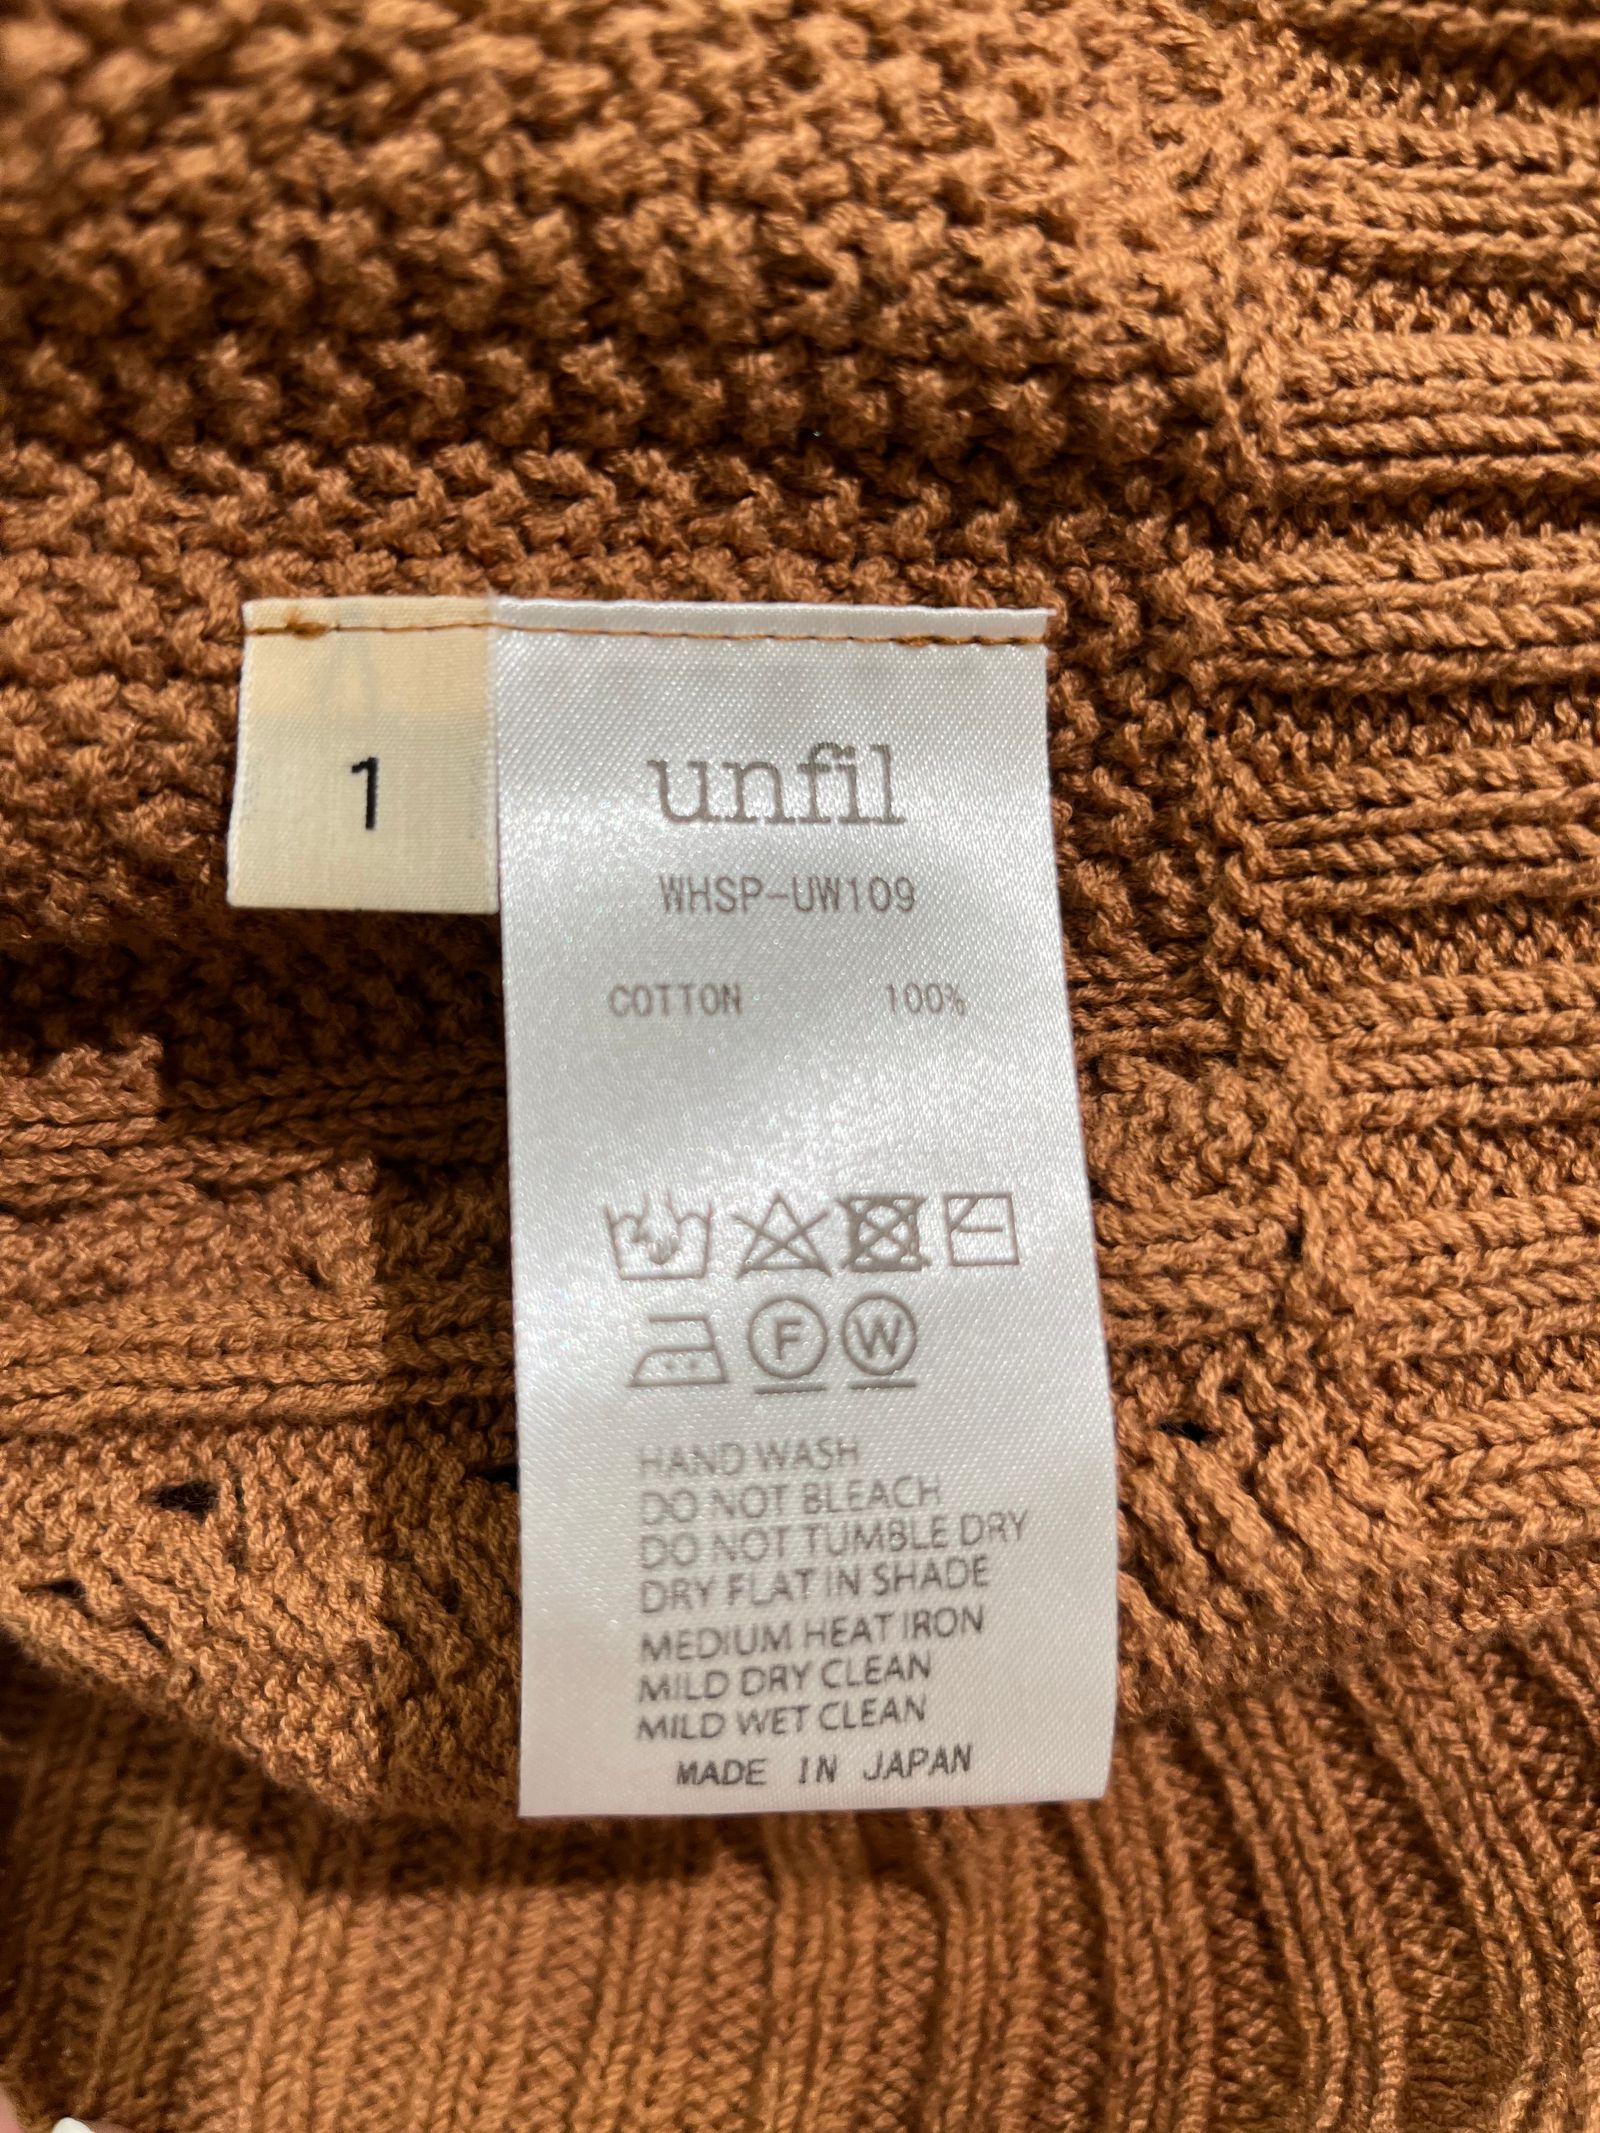 1
unfil
WHSP-UW109
COTTON 100%
F W
HAND WASH
DO NOT BLEACH
DO NOT TUMBLE DRY
DRY FLAT IN SHADE
MEDIUM HEAT IRON
MILD DRY CLEAN
MILD WET CLEAN
MADE IN JAPAN